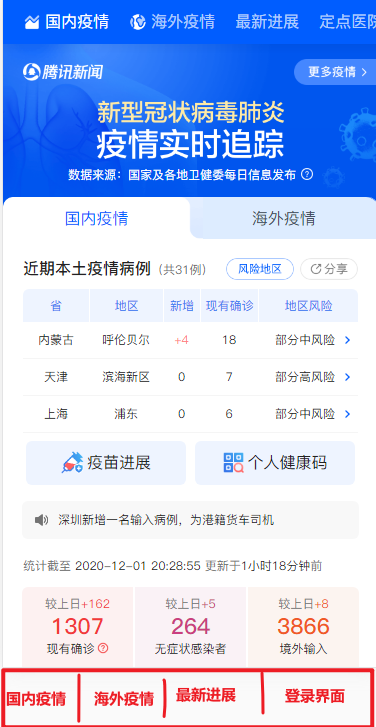 国内疫情 海外疫情 最新进展 定点医院
腾讯新闻
更多疫情 >
新型冠状病毒肺炎
疫情实时追踪
数据来源：国家及各地卫健委每日信息发布 ?
国内疫情 海外疫情
近期本土疫情病例 (共31例) 风险地区 分享
省 地区 新增 现有确诊 地区风险
内蒙古 呼伦贝尔 +4 18 部分中风险 >
天津 滨海新区 0 7 部分高风险 >
上海 浦东 0 6 部分中风险 >
疫苗进展 个人健康码
深圳新增一名输入病例，为港籍货车司机
统计截至 2020-12-01 20:28:55 更新于1小时18分钟前
较上日+162 较上日+5 较上日+8
1307 264 3866
现有确诊 ? 无症状感染者 境外输入
国内疫情 海外疫情 最新进展 登录界面